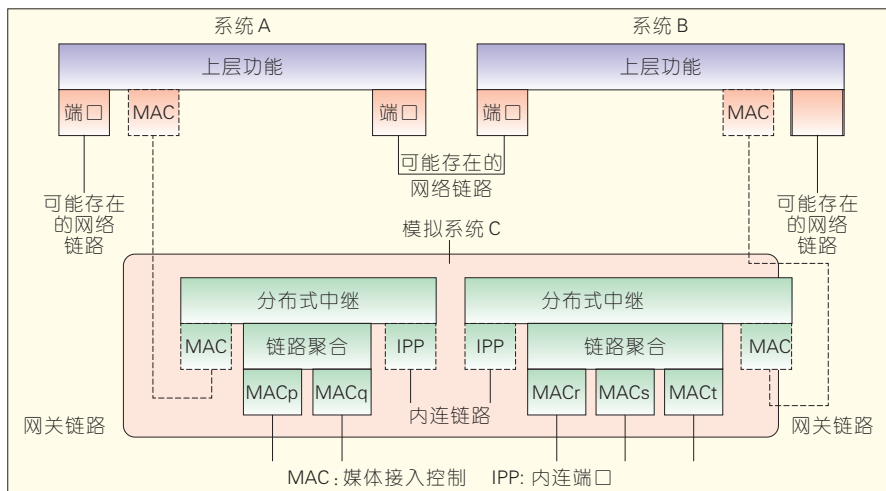 系统A
系统B
上层功能
上层功能
端口
MAC
端口
端口
MAC
可能存在的
网络链路
可能存在
的网络
链路
可能存在
的网络
链路
模拟系统C
分布式中继
分布式中继
MAC
链路聚合
IPP
IPP
链路聚合
MAC
MACp
MACq
MACr
MACs
MACt
内连链路
网关链路
网关链路
MAC:媒体接入控制 IPP: 内连端口